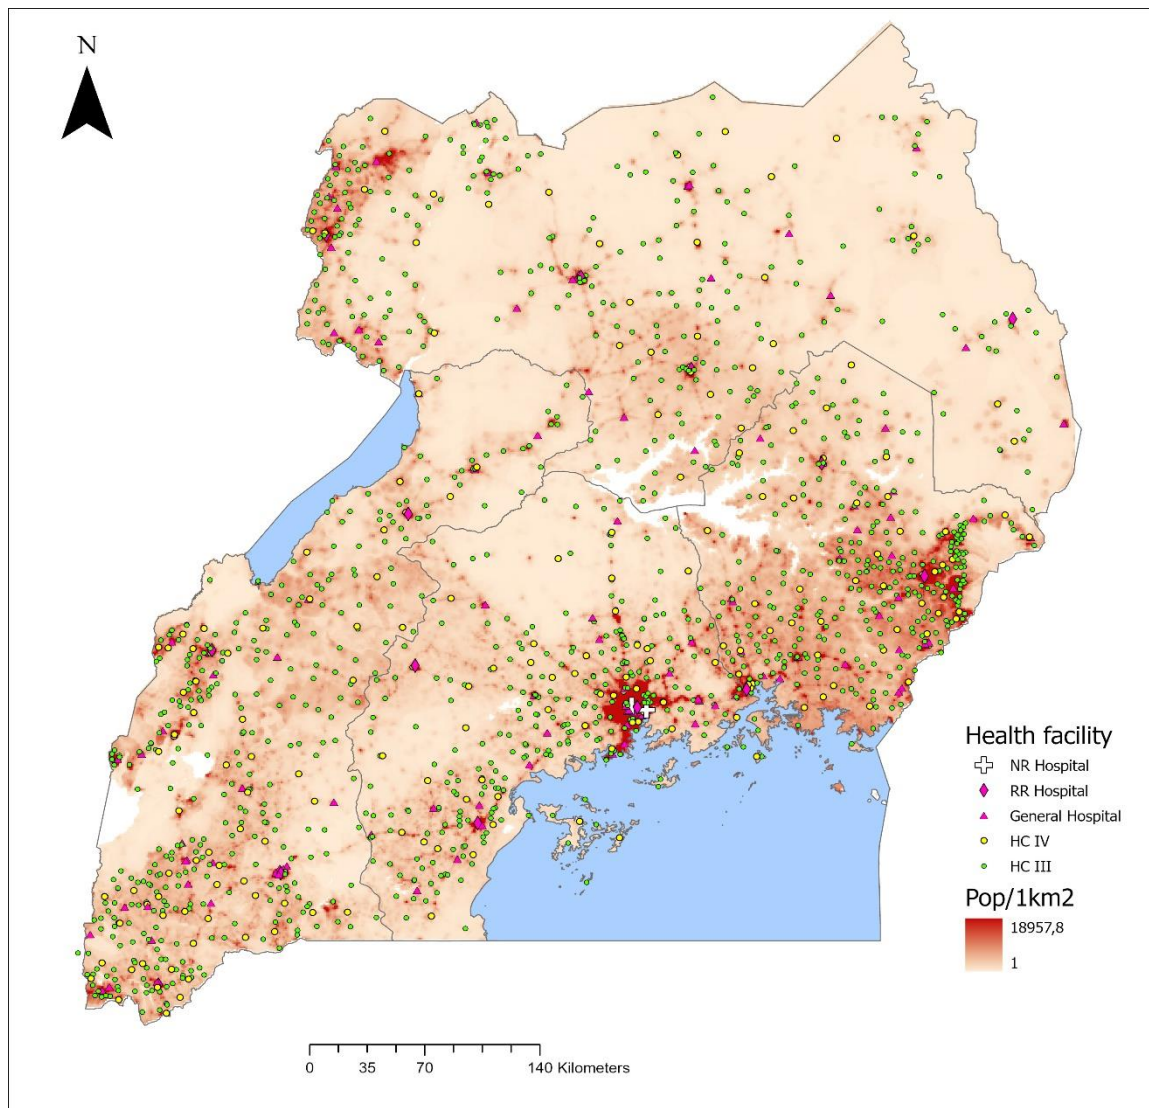 N
Health facility
NR Hospital
RR Hospital
General Hospital
HC IV
HC III
Pop/1km2
18957,8
1
0 35 70 140 Kilometers